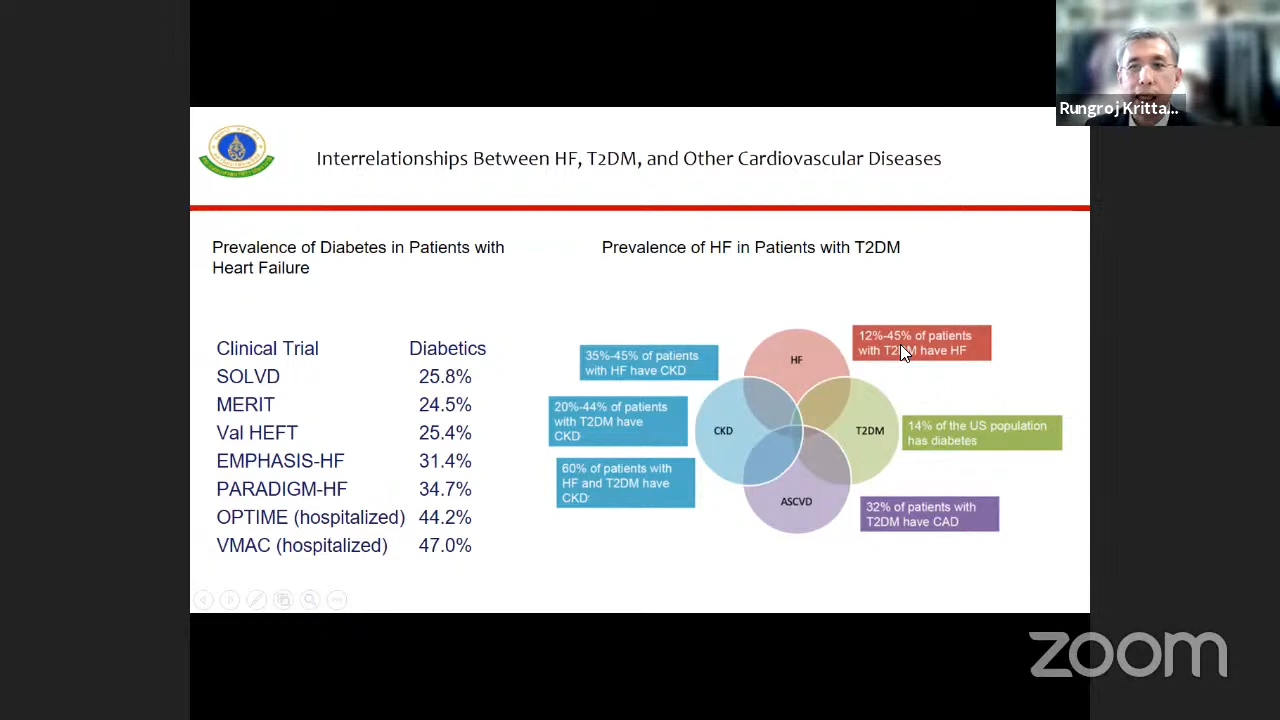 Rungroj Kritta...
Interrelationships Between HF, T2DM, and Other Cardiovascular Diseases
Prevalence of Diabetes in Patients with
Heart Failure
Clinical Trial Diabetics
SOLVD 25.8%
MERIT 24.5%
Val HEFT 25.4%
EMPHASIS-HF 31.4%
PARADIGM-HF 34.7%
OPTIME (hospitalized) 44.2%
VMAC (hospitalized) 47.0%
Prevalence of HF in Patients with T2DM
35%-45% of patients
with HF have CKD
20%-44% of patients
with T2DM have
CKD
60% of patients with
HF and T2DM have
CKD
HF
CKD
T2DM
ASCVD
12%-45% of patients
with T2DM have HF
14% of the US population
has diabetes
32% of patients with
T2DM have CAD
zoom